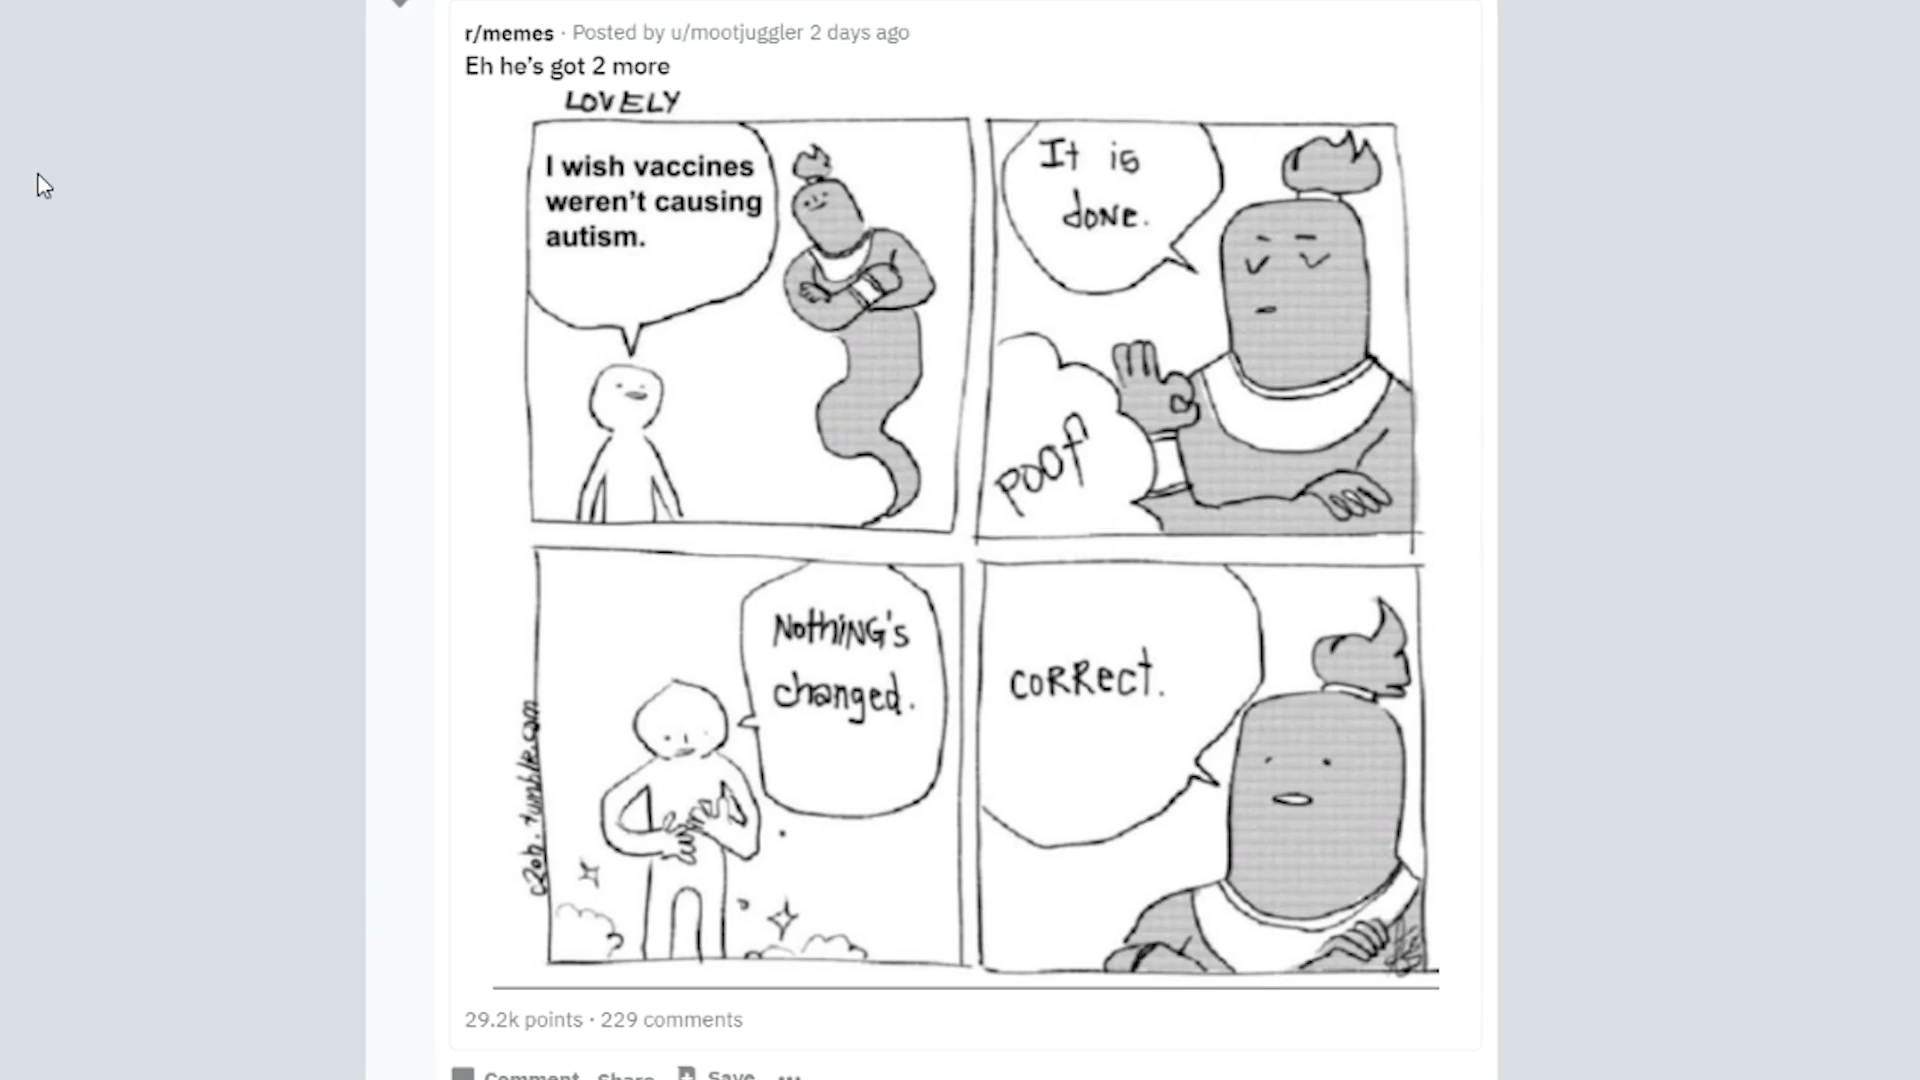 r/memes · Posted by u/mootjuggler 2 days ago
Eh he's got 2 more
LOVELY
I wish vaccines
weren't causing
autism.
It is
done.
poof
Nothing's
changed.
correct.
c2ob.tumble.com
29.2k points · 229 comments
Comment Share Save